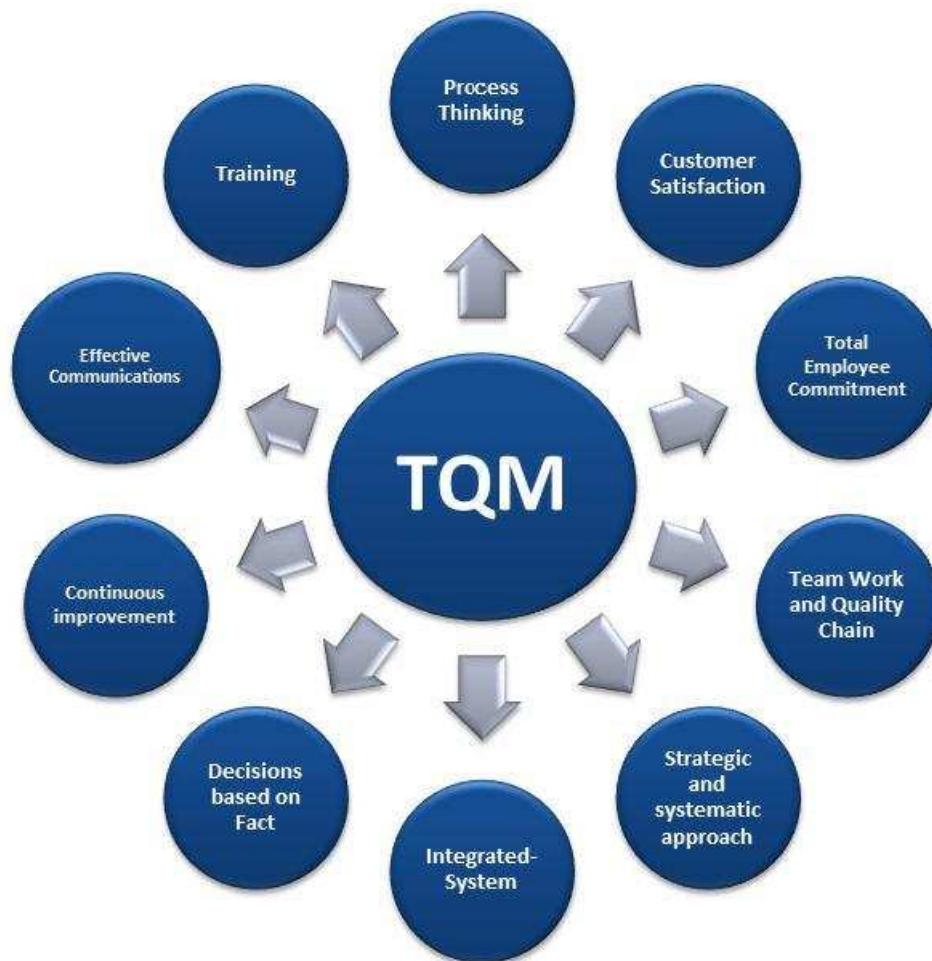 Process
Thinking
Customer
Satisfaction
Total
Employee
Commitment
Team Work
and Quality
Chain
Strategic
and
systematic
approach
Integrated-
System
Decisions
based on
Fact
Continuous
improvement
Effective
Communications
Training
TQM